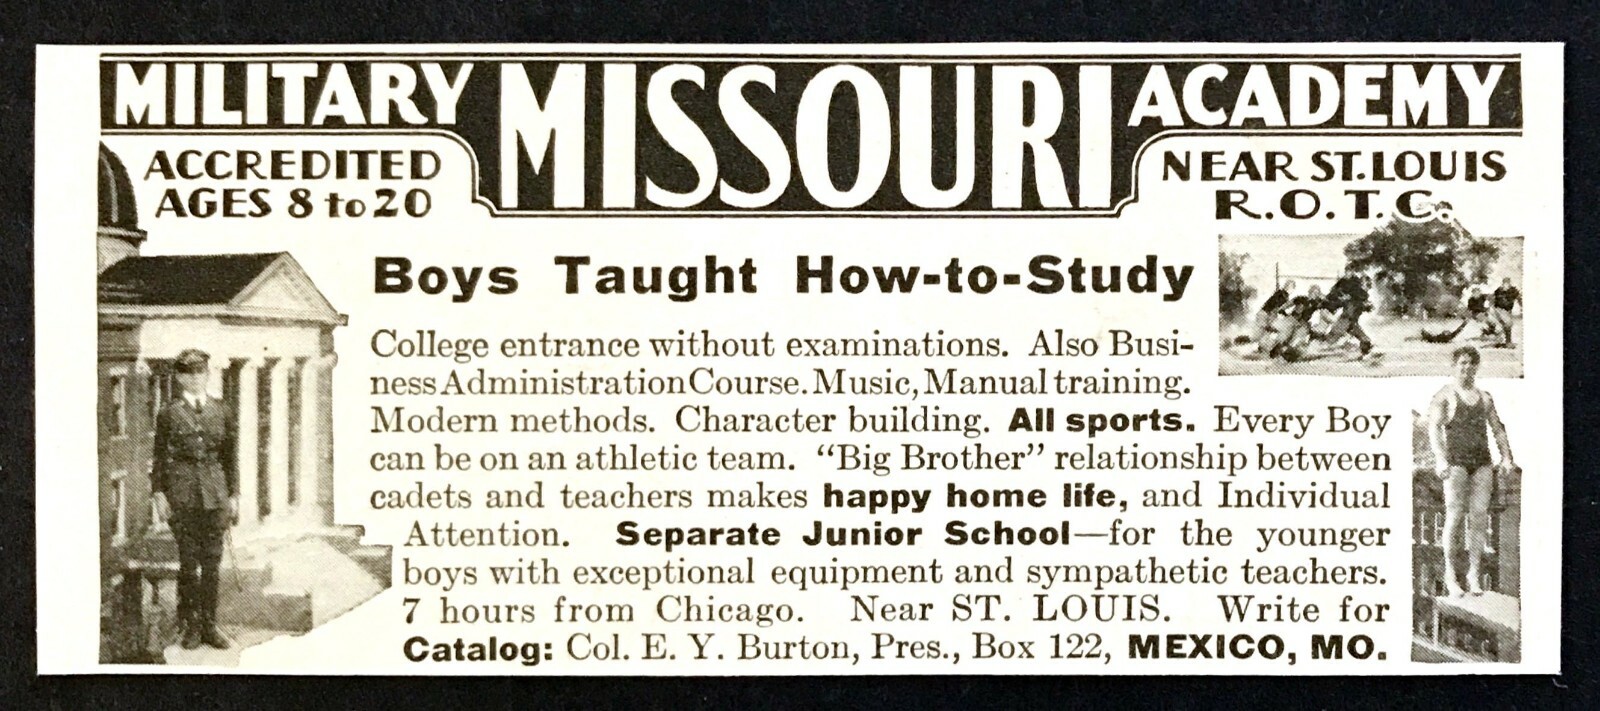 MILITARY MISSOURI ACADEMY
ACCREDITED
AGES 8 to 20
NEAR ST. LOUIS
R.O.T.C.
Boys Taught How-to-Study
College entrance without examinations. Also Busi-
ness Administration Course. Music, Manual training.
Modern methods. Character building. All sports. Every Boy
can be on an athletic team. “Big Brother” relationship between
cadets and teachers makes happy home life, and Individual
Attention. Separate Junior School—for the younger
boys with exceptional equipment and sympathetic teachers.
7 hours from Chicago. Near ST. LOUIS. Write for
Catalog: Col. E. Y. Burton, Pres., Box 122, MEXICO, MO.